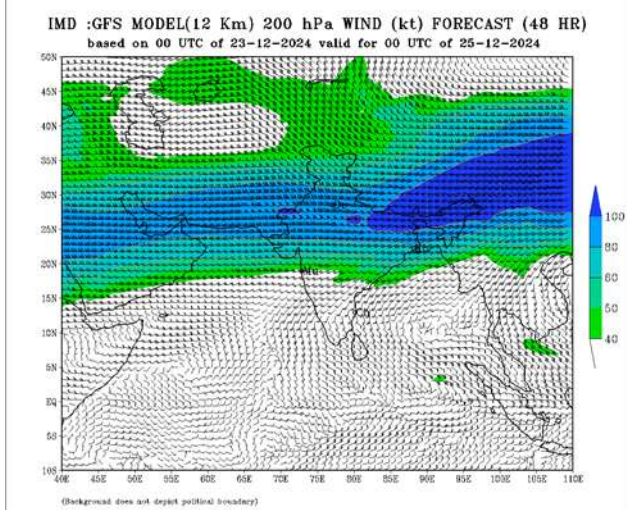 IMD :GFS MODEL(12 Km) 200 hPa WIND (kt) FORECAST (48 HR)
based on 00 UTC of 23-12-2024 valid for 00 UTC of 25-12-2024
50N
45N
40N
35N
30N
25N
20N
15N
10N
5N
EQ
5S
10S
40E 45E 50E 55E 60E 65E 70E 75E 80E 85E 90E 95E 100E 105E 110E
100
80
60
50
40
(Background does not depict political boundary)